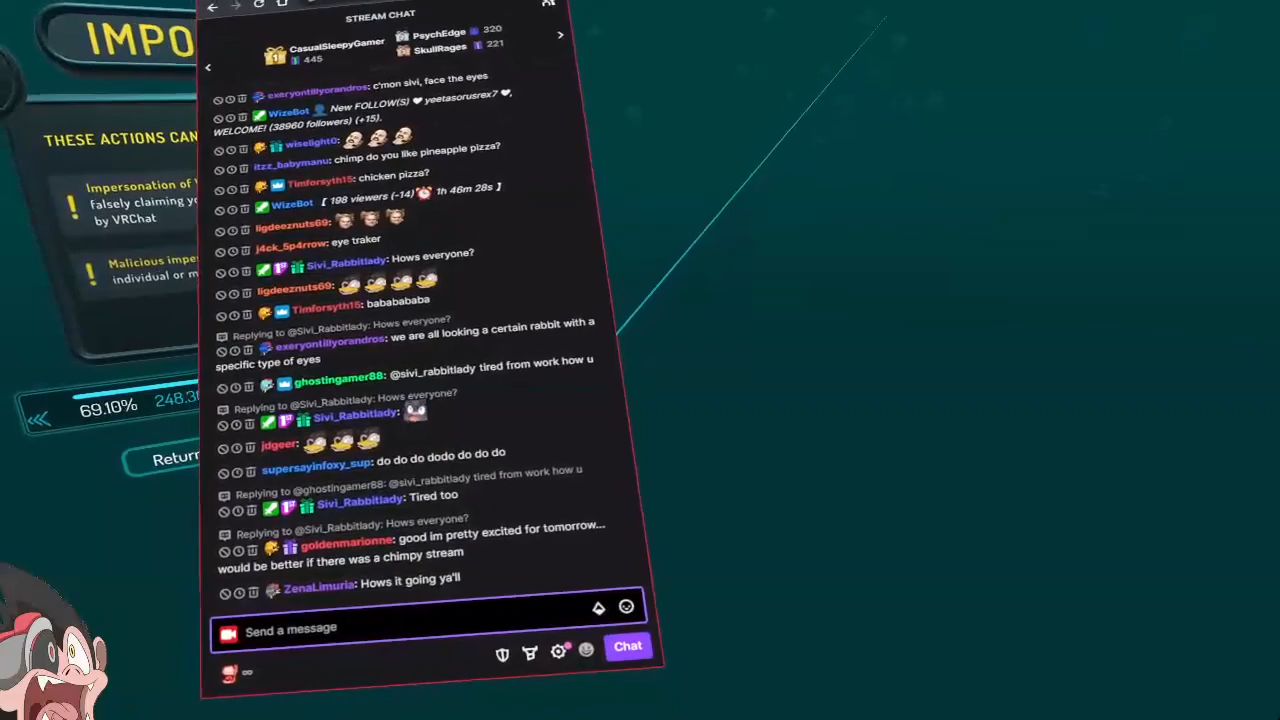 IMPO
THESE ACTIONS CAN
Impersonation of
falsely claiming yo
by VRChat
Malicious impe
individual or m
69.10%
248.3
Return
STREAM CHAT
1 CasualSleepyGamer
445
PsychEdge 320
SkullRages 221
exeryontillyorandros: c'mon sivi, face the eyes
WizeBot New FOLLOW(S) yeetasorusrex7 ,
WELCOME! (38960 followers) (+15).
wiselight0:
itzz_babymanu: chimp do you like pineapple pizza?
Timforsyth15: chicken pizza?
WizeBot 【 198 viewers (-14) 1h 46m 28s 】
ligdeeznuts69:
j4ck_5p4rrow: eye traker
Sivi_Rabbitlady: Hows everyone?
ligdeeznuts69:
Timforsyth15: bababababa
Replying to @Sivi_Rabbitlady: Hows everyone?
exeryontillyorandros: we are all looking a certain rabbit with a
specific type of eyes
ghostingamer88: @sivi_rabbitlady tired from work how u
Replying to @Sivi_Rabbitlady: Hows everyone?
Sivi_Rabbitlady:
jdgeer:
supersayinfoxy_sup: do do do dodo do do do
Replying to @ghostingamer88: @sivi_rabbitlady tired from work how u
Sivi_Rabbitlady: Tired too
Replying to @Sivi_Rabbitlady: Hows everyone?
goldenmarionne: good im pretty excited for tomorrow...
would be better if there was a chimpy stream
ZenaLimuria: Hows it going ya'll
Send a message
∞
Chat